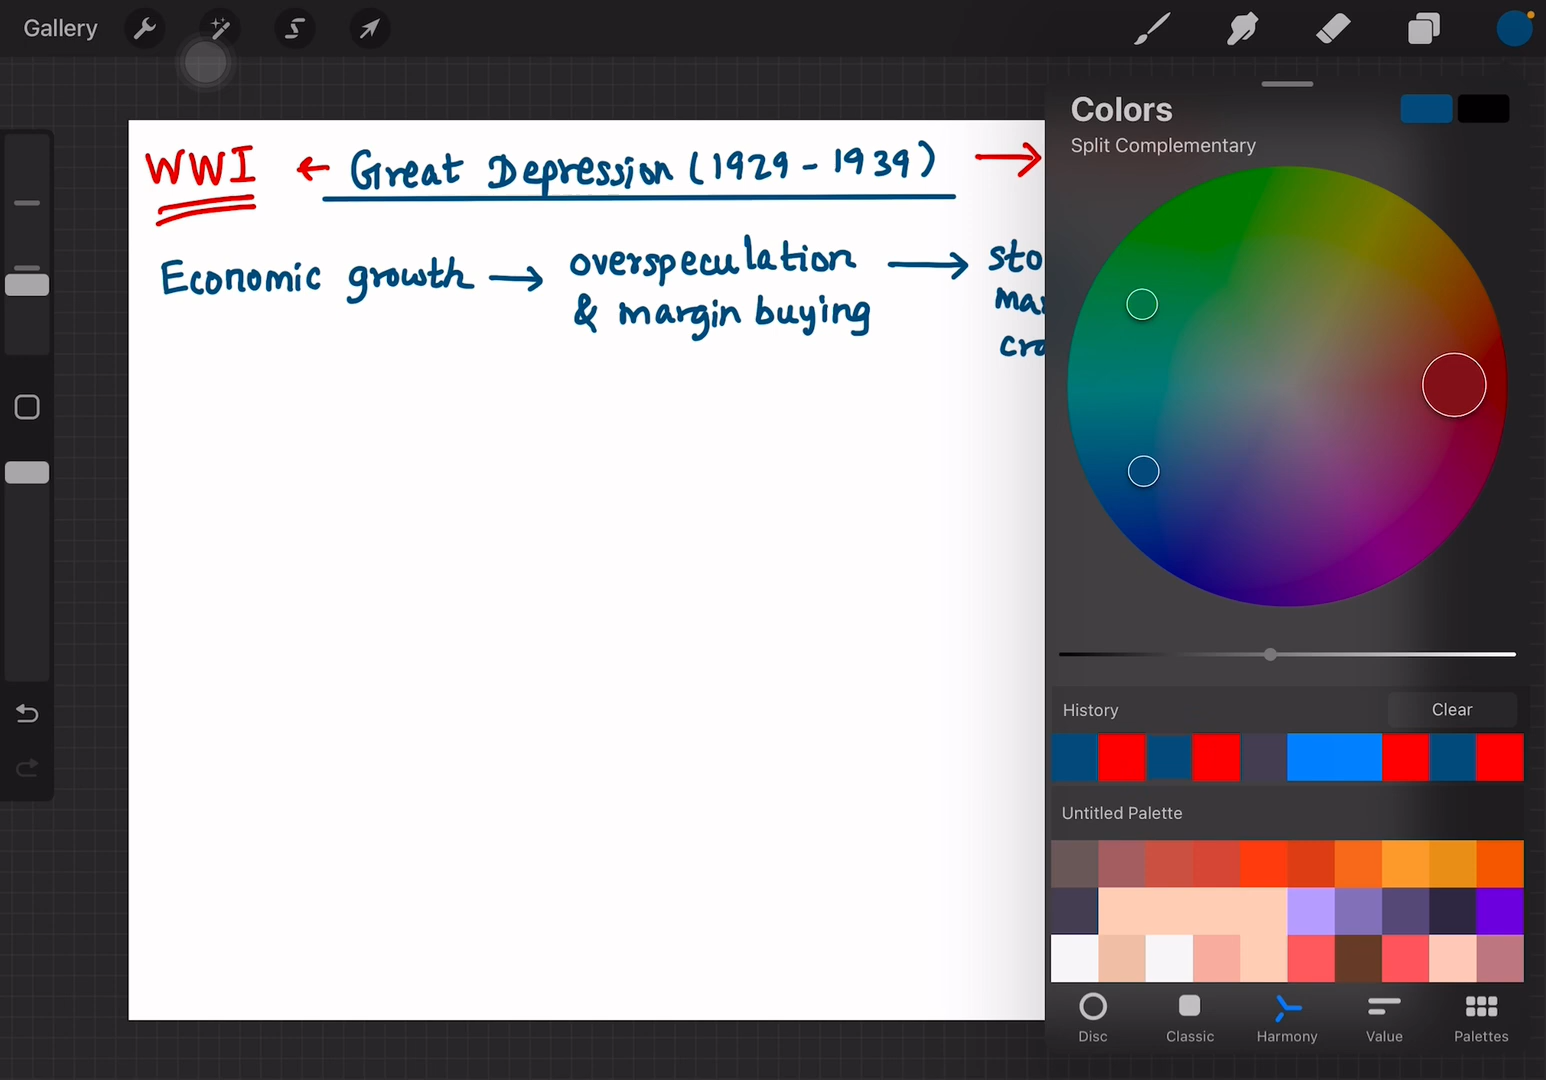 Gallery
WWI ← Great Depression (1929 - 1939) →
Economic growth → overspeculation & margin buying →
Colors
Split Complementary
History
Clear
Untitled Palette
Disc
Classic
Harmony
Value
Palettes